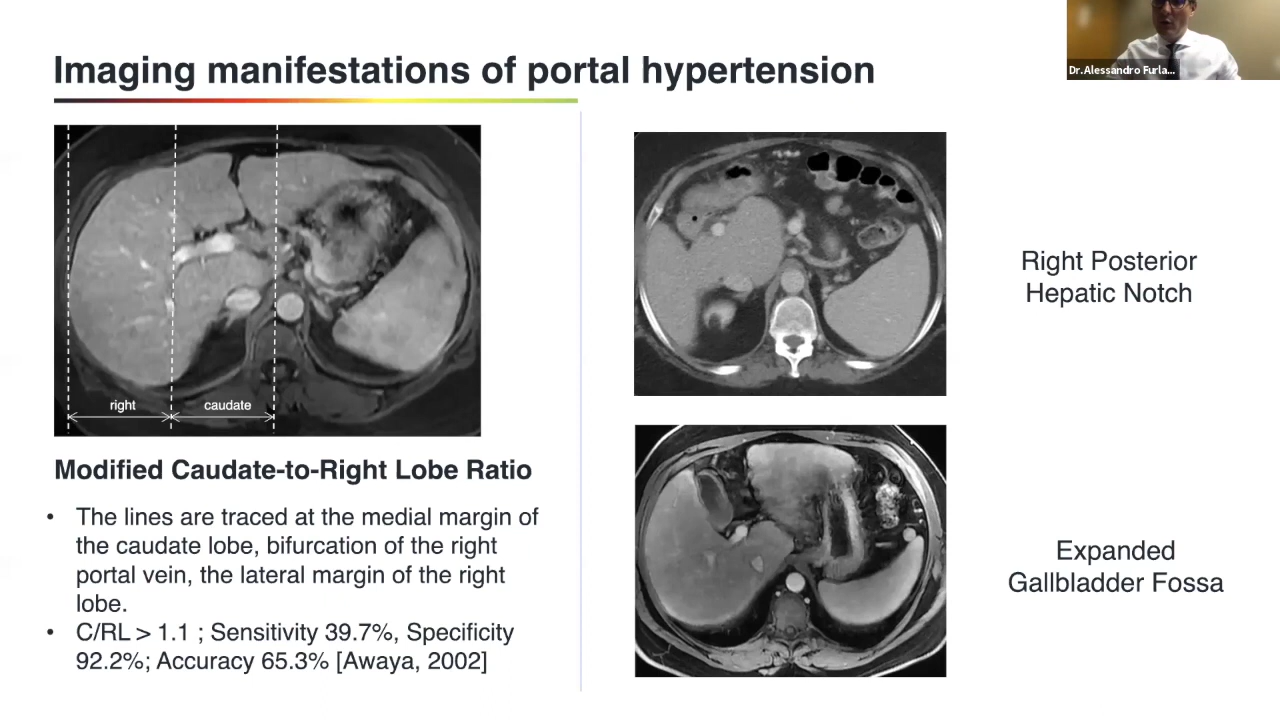 Imaging manifestations of portal hypertension
Dr.Alessandro Furla...
right
caudate
Modified Caudate-to-Right Lobe Ratio
• The lines are traced at the medial margin of
the caudate lobe, bifurcation of the right
portal vein, the lateral margin of the right
lobe.
• C/RL > 1.1 ; Sensitivity 39.7%, Specificity
92.2%; Accuracy 65.3% [Awaya, 2002]
Right Posterior
Hepatic Notch
Expanded
Gallbladder Fossa